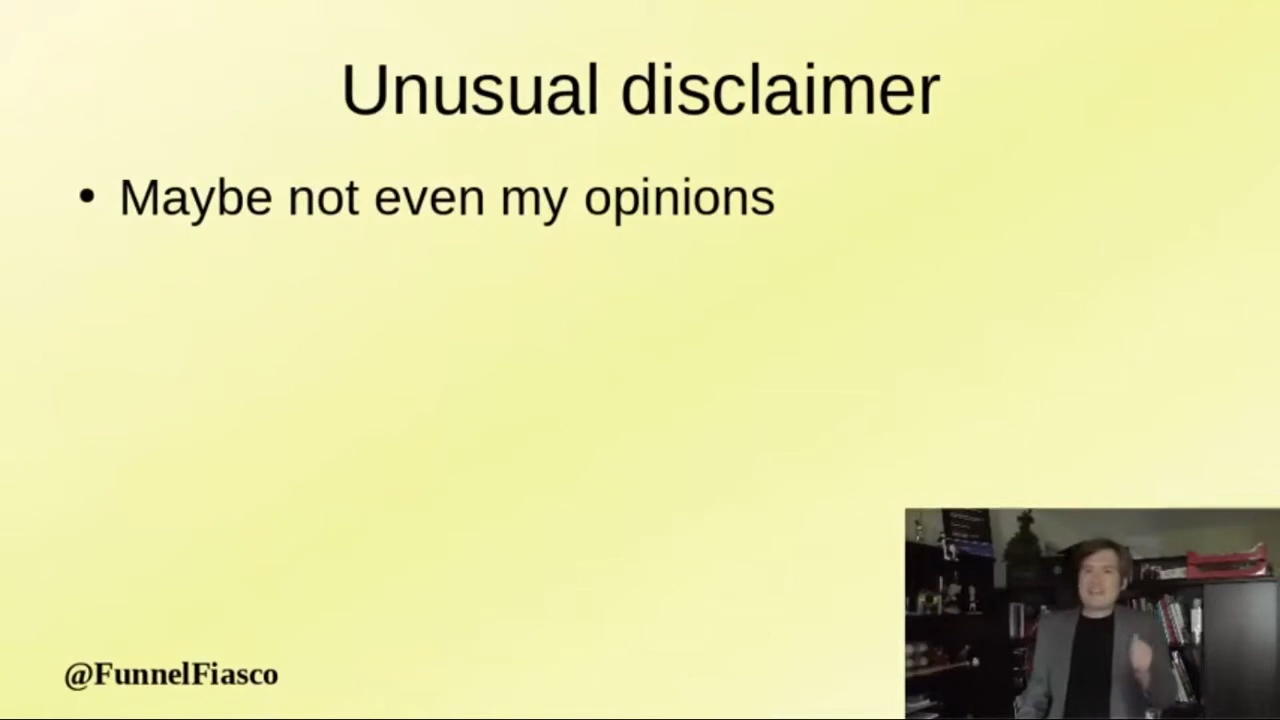 Unusual disclaimer
• Maybe not even my opinions
@FunnelFiasco